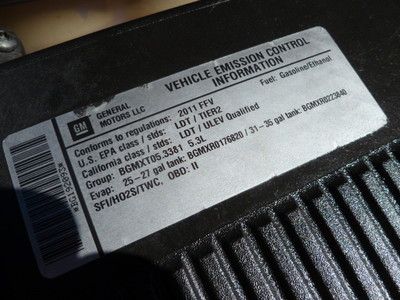 GM
GENERAL MOTORS LLC
VEHICLE EMISSION CONTROL INFORMATION
Conforms to regulations: 2011 FFV Fuel: Gasoline/Ethanol
U.S. EPA class / stds: LDT / TIER2
California class / stds: LDT / ULEV Qualified
Group: BGMXT05.3381 5.3L
Evap: 25-27 gal tank: BGMXR0176820 / 31-35 gal tank: BGMXR0223040
SFI/HO2S/TWC, OBD: II